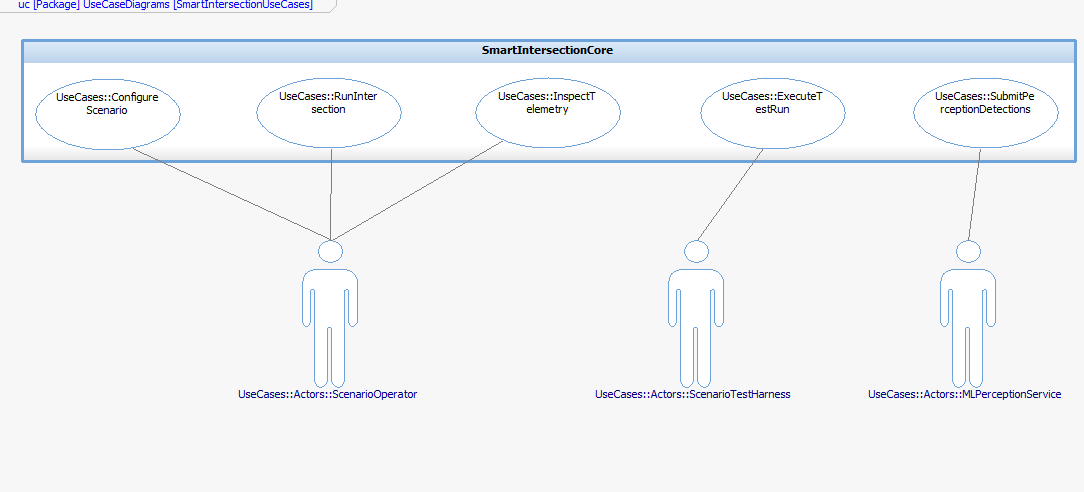 uc [Package] UseCaseDiagrams [SmartIntersectionUseCases]
SmartIntersectionCore
UseCases::Configure
Scenario
UseCases::RunInter
section
UseCases::InspectT
elemetry
UseCases::ExecuteT
estRun
UseCases::SubmitPe
rceptionDetections
UseCases::Actors::ScenarioOperator
UseCases::Actors::ScenarioTestHarness
UseCases::Actors::MLPerceptionService